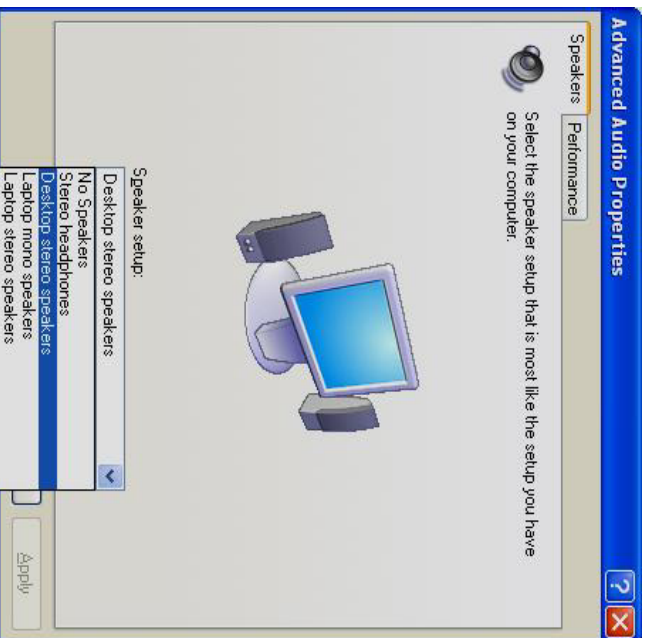 Advanced Audio Properties
Speakers
Performance
Select the speaker setup that is most like the setup you have
on your computer.
Speaker setup:
Desktop stereo speakers
No Speakers
Stereo headphones
Desktop stereo speakers
Laptop mono speakers
Laptop stereo speakers
Apply